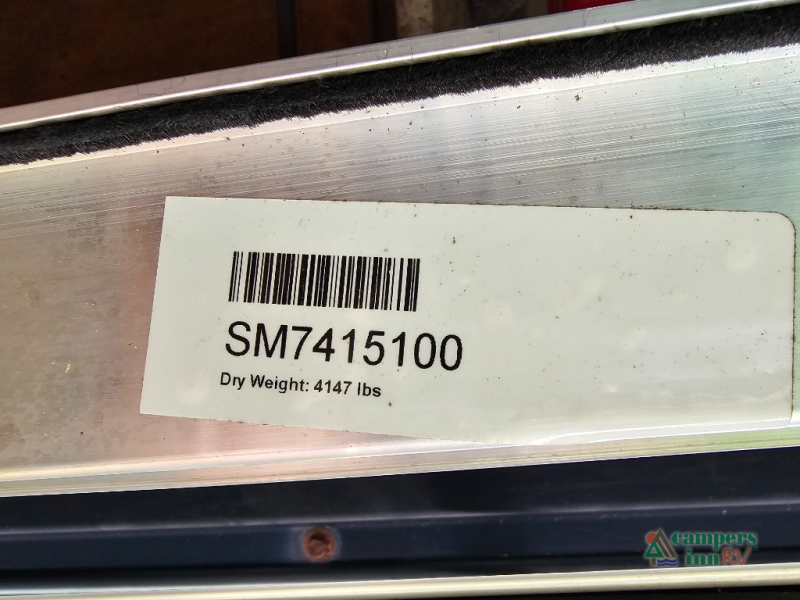 SM7415100
Dry Weight: 4147 lbs
campers
inn RV